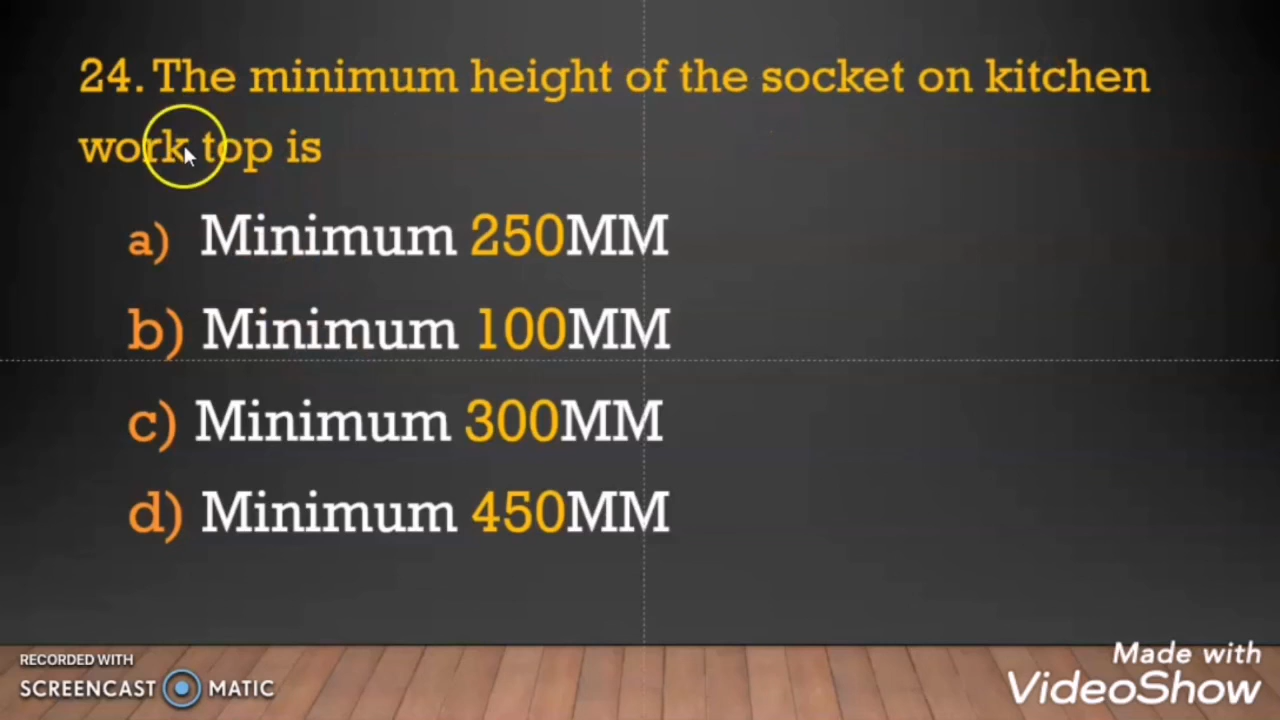 24. The minimum height of the socket on kitchen
work top is
a) Minimum 250MM
b) Minimum 100MM
c) Minimum 300MM
d) Minimum 450MM
RECORDED WITH
SCREENCAST MATIC
Made with
VideoShow